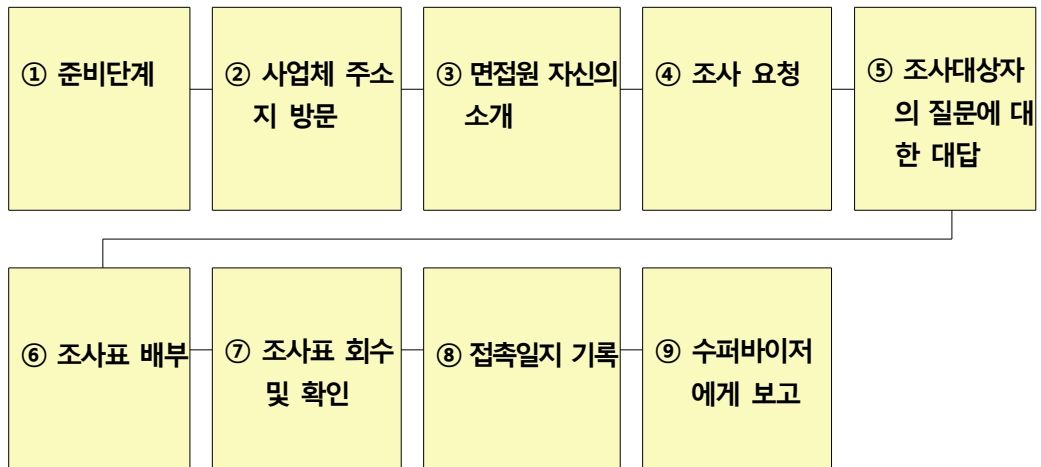 ① 준비단계
② 사업체 주소
지 방문
③ 면접원 자신의
소개
④ 조사 요청
⑤ 조사대상자
의 질문에 대
한 대답
⑥ 조사표 배부
⑦ 조사표 회수
및 확인
⑧ 접촉일지 기록
⑨ 수퍼바이저
에게 보고